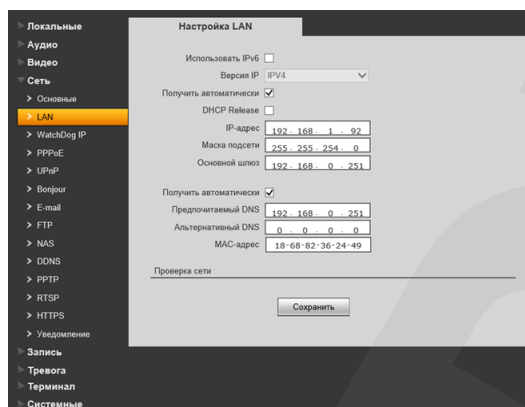 Локальные
Аудио
Видео
Сеть
Основные
LAN
WatchDog IP
PPPoE
UPnP
Bonjour
E-mail
FTP
NAS
DDNS
PPTP
RTSP
HTTPS
Уведомление
Запись
Тревога
Терминал
Системные
Настройка LAN
Использовать IPv6
Версия IP IPV4
Получить автоматически
DHCP Release
IP-адрес 192 . 168 . 1 . 92
Маска подсети 255 . 255 . 254 . 0
Основной шлюз 192 . 168 . 0 . 251
Получить автоматически
Предпочитаемый DNS 192 . 168 . 0 . 251
Альтернативный DNS 0 . 0 . 0 . 0
MAC-адрес 18-68-82-36-24-49
Проверка сети
Сохранить